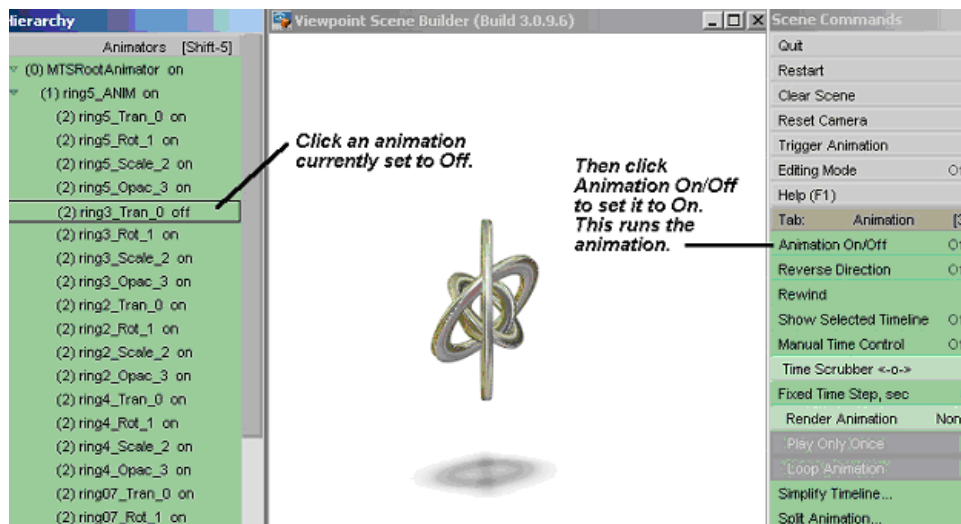 Hierarchy
Animators [Shift-5]
(0) MTSRootAnimator on
(1) ring5_ANIM on
(2) ring5_Tran_0 on
(2) ring5_Rot_1 on
(2) ring5_Scale_2 on
(2) ring5_Opac_3 on
(2) ring3_Tran_0 off
(2) ring3_Rot_1 on
(2) ring3_Scale_2 on
(2) ring3_Opac_3 on
(2) ring2_Tran_0 on
(2) ring2_Rot_1 on
(2) ring2_Scale_2 on
(2) ring2_Opac_3 on
(2) ring4_Tran_0 on
(2) ring4_Rot_1 on
(2) ring4_Scale_2 on
(2) ring4_Opac_3 on
(2) ring07_Tran_0 on
(2) ring07_Rot_1 on
Viewpoint Scene Builder (Build 3.0.9.6)
Click an animation
currently set to Off.
Then click
Animation On/Off
to set it to On.
This runs the
animation.
Scene Commands
Quit
Restart
Clear Scene
Reset Camera
Trigger Animation
Editing Mode
Help (F1)
Tab: Animation [3
Animation On/Off
Reverse Direction
Rewind
Show Selected Timeline
Manual Time Control
Time Scrubber <-o->
Fixed Time Step, sec
Render Animation Non
Play Only Once
Loop Animation
Simplify Timeline...
Split Animation...